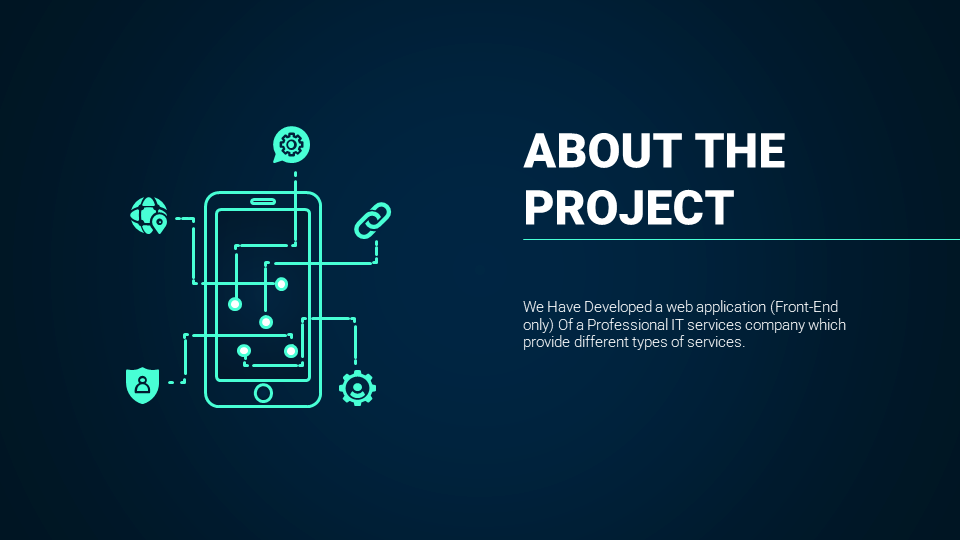 ABOUT THE
PROJECT
We Have Developed a web application (Front-End
only) Of a Professional IT services company which
provide different types of services.